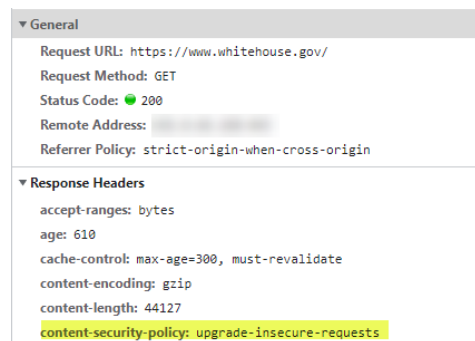 General
Request URL: https://www.whitehouse.gov/
Request Method: GET
Status Code: 200
Remote Address:
Referrer Policy: strict-origin-when-cross-origin
Response Headers
accept-ranges: bytes
age: 610
cache-control: max-age=300, must-revalidate
content-encoding: gzip
content-length: 44127
content-security-policy: upgrade-insecure-requests